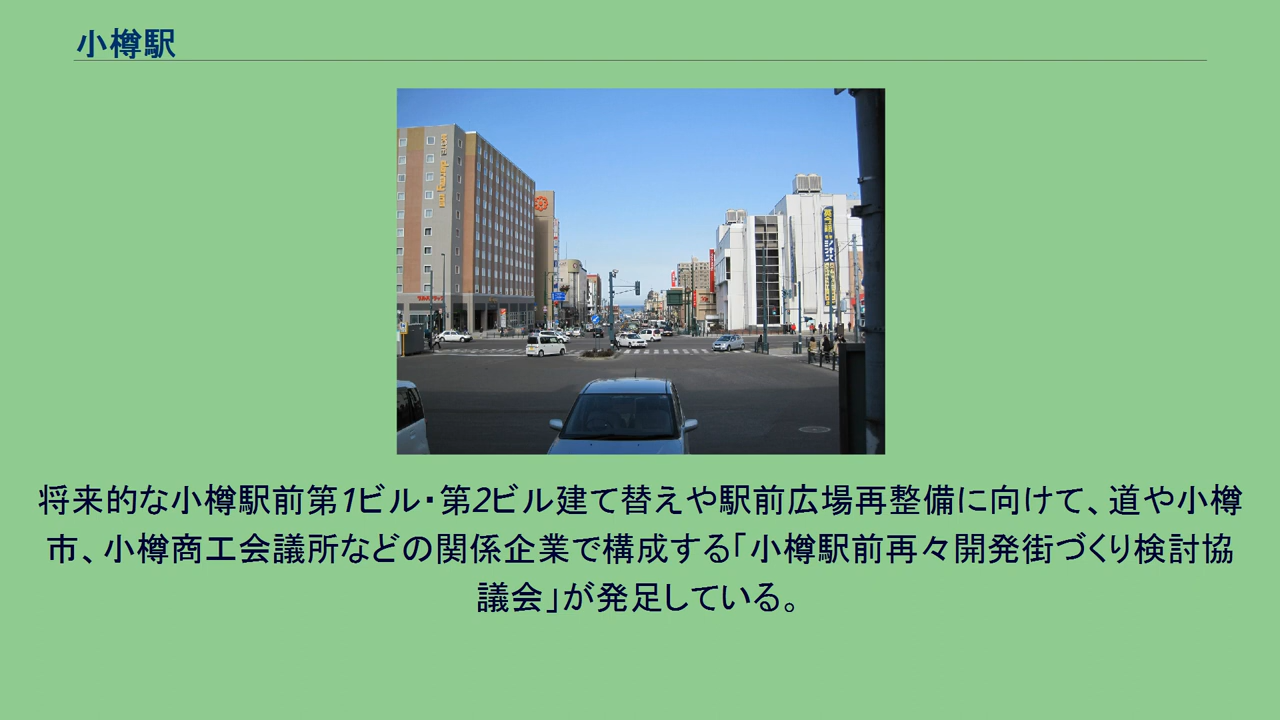 小樽駅
将来的な小樽駅前第1ビル・第2ビル建て替えや駅前広場再整備に向けて、道や小樽
市、小樽商工会議所などの関係企業で構成する「小樽駅前再々開発街づくり検討協
議会」が発足している。